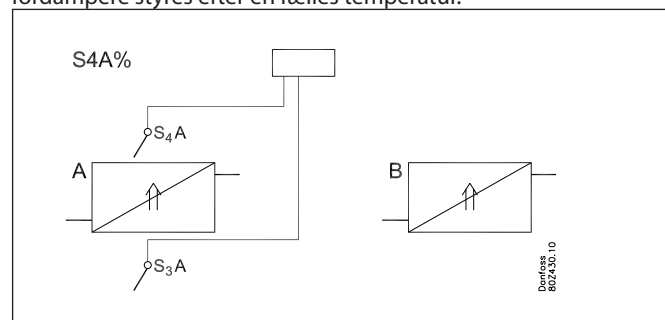 fordampere styres efter en fælles temperatur.
S4A%
S4A
A
B
S3A
Danfoss
80Z430.10